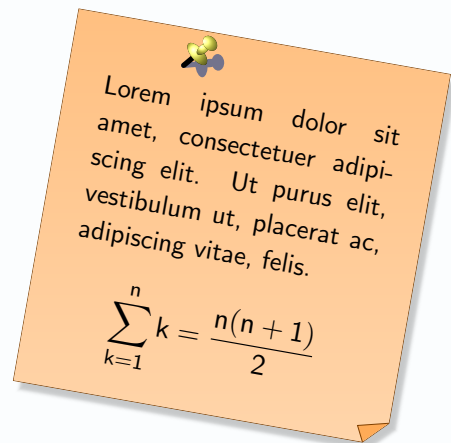 Lorem ipsum dolor sit
amet, consectetuer adipi-
scing elit. Ut purus elit,
vestibulum ut, placerat ac,
adipiscing vitae, felis.
n
∑ k = n(n + 1)
k=1 2